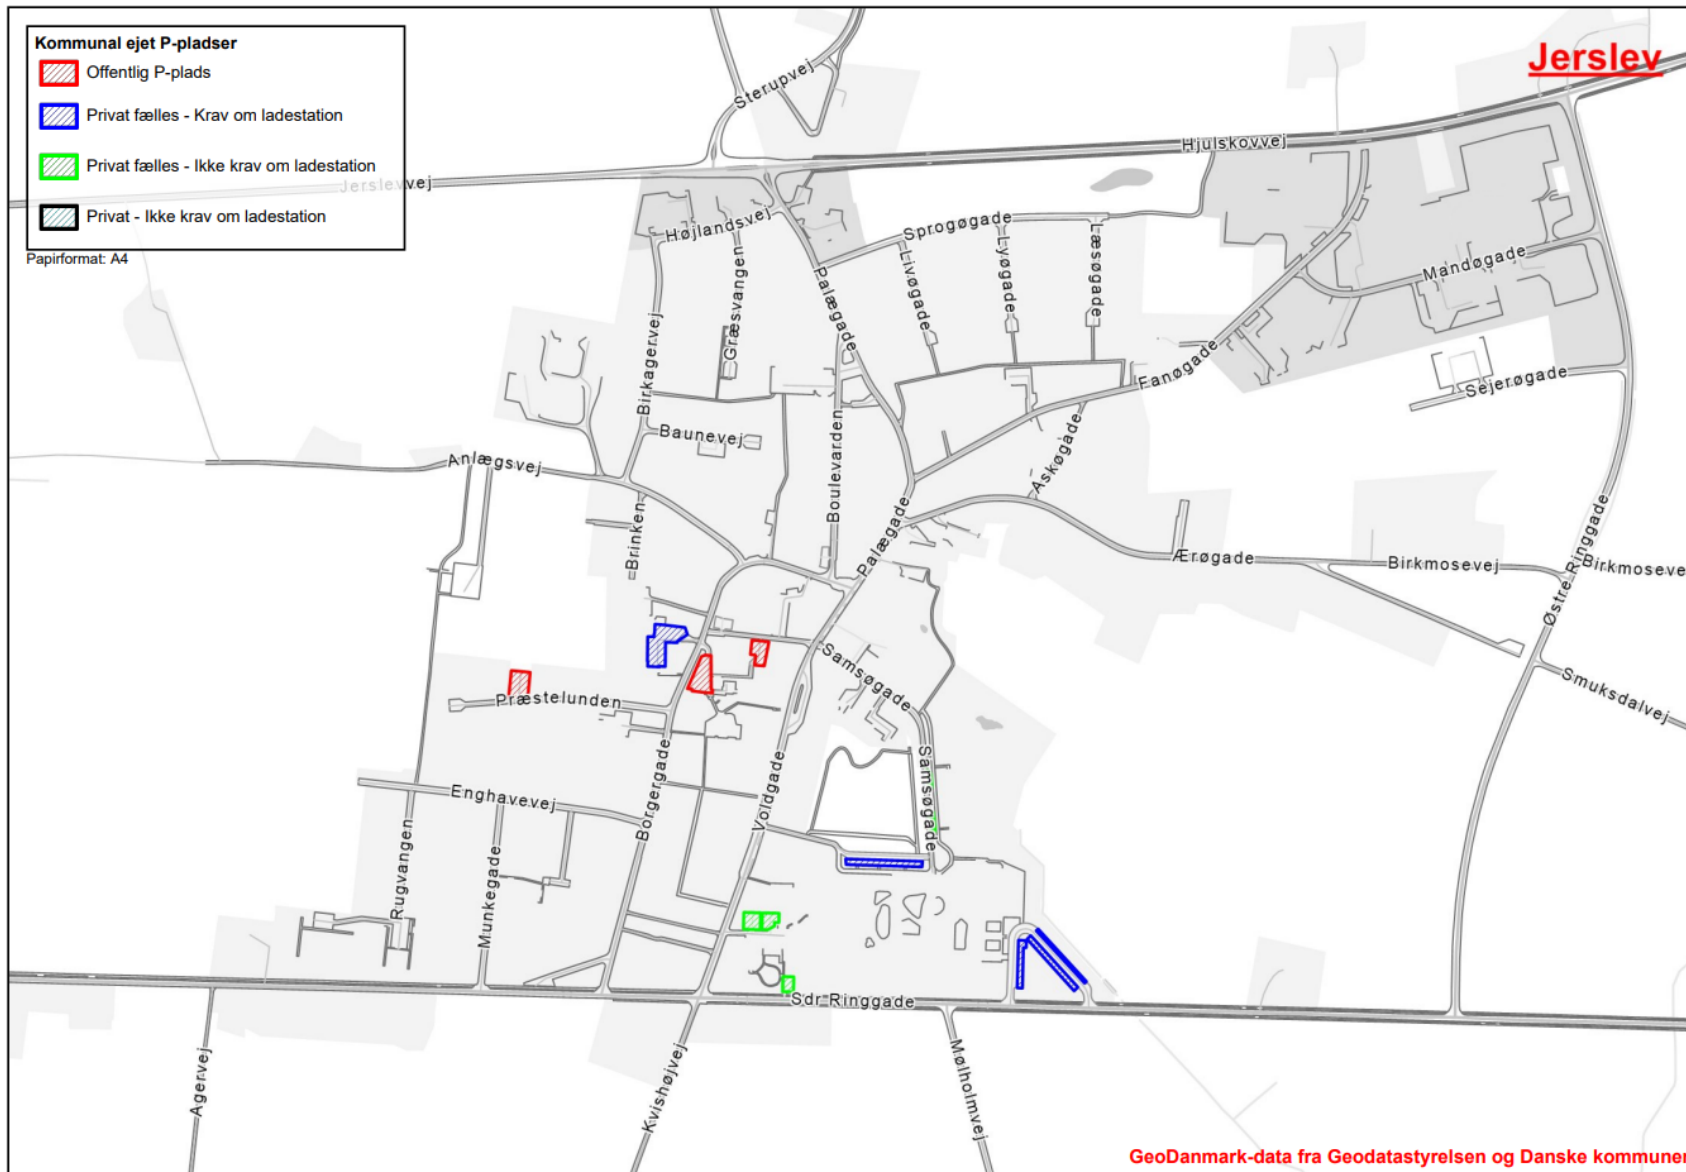 Kommunal ejet P-pladser
Offentlig P-plads
Privat fælles - Krav om ladestation
Privat fælles - Ikke krav om ladestation
Privat - Ikke krav om ladestation
Papirformat: A4
Jerslev
Sterupvej
Hjulskovvej
Jerslevvej
Højlandsvej
Sprogøgade
Græsvangen
Palægade
Livøgade
Lyøgade
Læsøgade
Mandøgade
Birkagervej
Fanøgade
Sejerøgade
Baunevej
Boulevarden
Askøgade
Anlægsvej
Brinken
Palægade
Ærøgade
Birkmosevej
Birkmoseve
Østre Ringgade
Samsøgade
Smuksdalvej
Præstelunden
Borgergade
Voldgade
Samsøgade
Enghavevej
Rugvangen
Munkegade
Sdr Ringgade
Agervej
Kvishøjvej
Mølholmvej
GeoDanmark-data fra Geodatastyrelsen og Danske kommuner